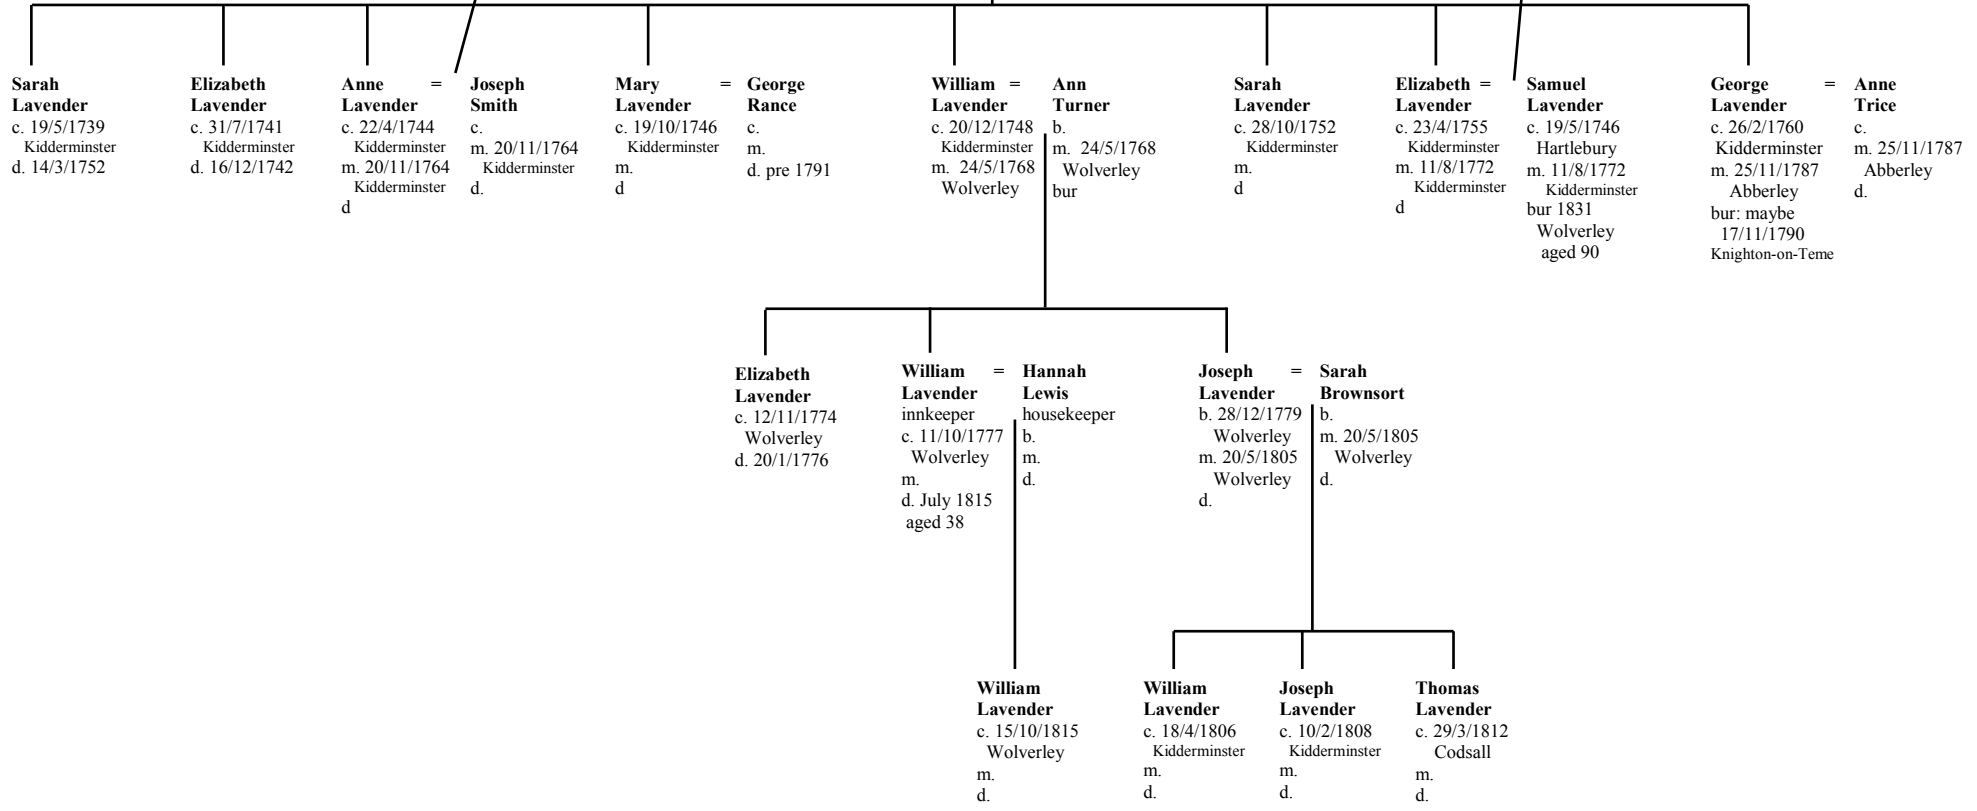 Sarah
Lavender
c. 19/5/1739
Kidderminster
d. 14/3/1752
Elizabeth
Lavender
c. 31/7/1741
Kidderminster
d. 16/12/1742
Anne =
Lavender
c. 22/4/1744
Kidderminster
m. 20/11/1764
Kidderminster
d
Joseph
Smith
c.
m. 20/11/1764
Kidderminster
d.
Mary =
Lavender
c. 19/10/1746
Kidderminster
m.
d
George
Rance
c.
m.
d. pre 1791
William =
Lavender
c. 20/12/1748
Kidderminster
m. 24/5/1768
Wolverley
Ann
Turner
b.
m. 24/5/1768
Wolverley
bur
Sarah
Lavender
c. 28/10/1752
Kidderminster
m.
d
Elizabeth =
Lavender
c. 23/4/1755
Kidderminster
m. 11/8/1772
Kidderminster
d
Samuel
Lavender
c. 19/5/1746
Hartlebury
m. 11/8/1772
Kidderminster
bur 1831
Wolverley
aged 90
George =
Lavender
c. 26/2/1760
Kidderminster
m. 25/11/1787
Abberley
bur: maybe
17/11/1790
Knighton-on-Teme
Anne
Trice
c.
m. 25/11/1787
Abberley
d.
Elizabeth
Lavender
c. 12/11/1774
Wolverley
d. 20/1/1776
William =
Lavender
innkeeper
c. 11/10/1777
Wolverley
m.
d. July 1815
aged 38
Hannah
Lewis
housekeeper
b.
m.
d.
Joseph =
Lavender
b. 28/12/1779
Wolverley
m. 20/5/1805
Wolverley
d.
Sarah
Brownsort
b.
m. 20/5/1805
Wolverley
d.
William
Lavender
c. 15/10/1815
Wolverley
m.
d.
William
Lavender
c. 18/4/1806
Kidderminster
m.
d.
Joseph
Lavender
c. 10/2/1808
Kidderminster
m.
d.
Thomas
Lavender
c. 29/3/1812
Codsall
m.
d.